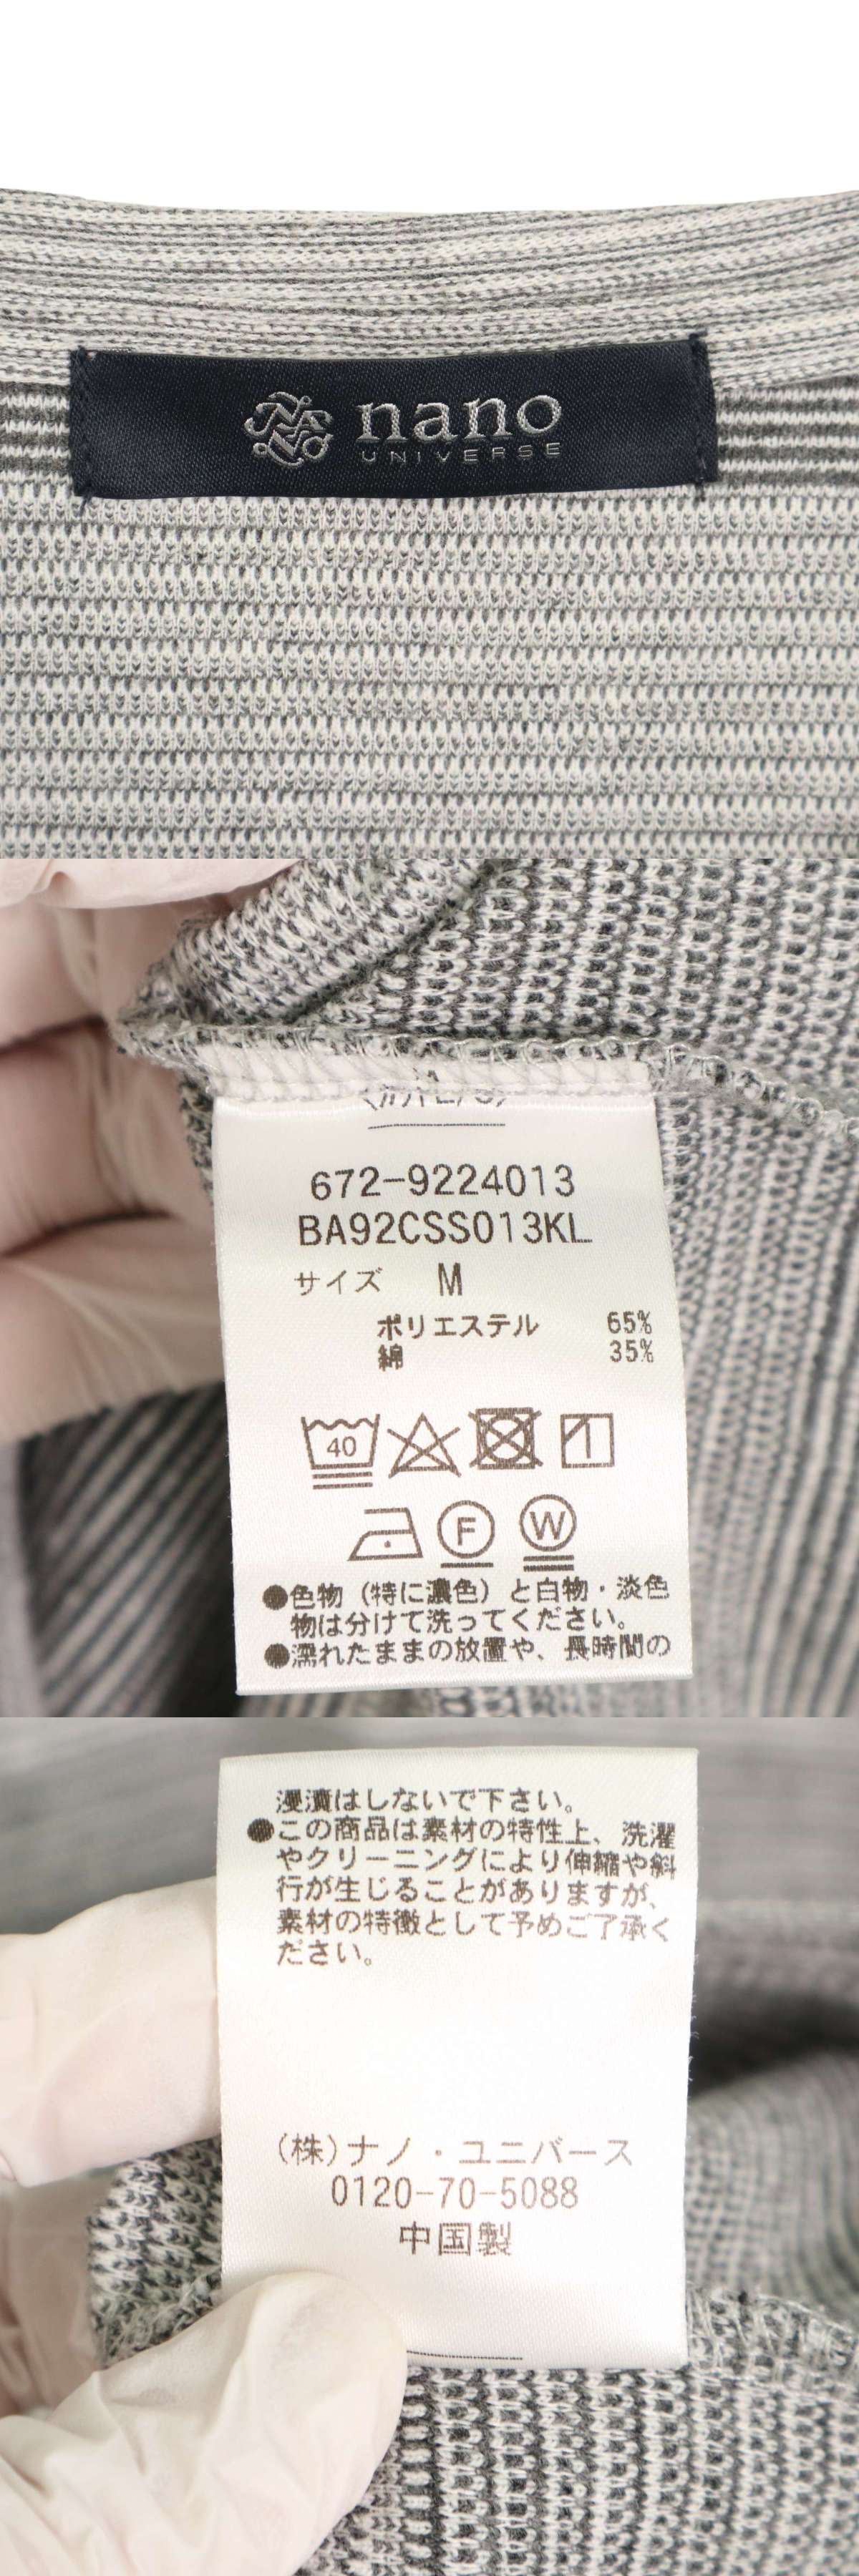 nano
UNIVERSE
672-9224013
BA92CSS013KL
サイズ M
ポリエステル 65%
綿 35%
40
F W
●色物（特に濃色）と白物・淡色
物は分けて洗ってください。
●濡れたままの放置や、長時間の
浸漬はしないで下さい。
●この商品は素材の特性上、洗濯
やクリーニングにより伸縮や斜
行が生じることがありますが、
素材の特徴として予めご了承く
ださい。
(株)ナノ・ユニバース
0120-70-5088
中国製